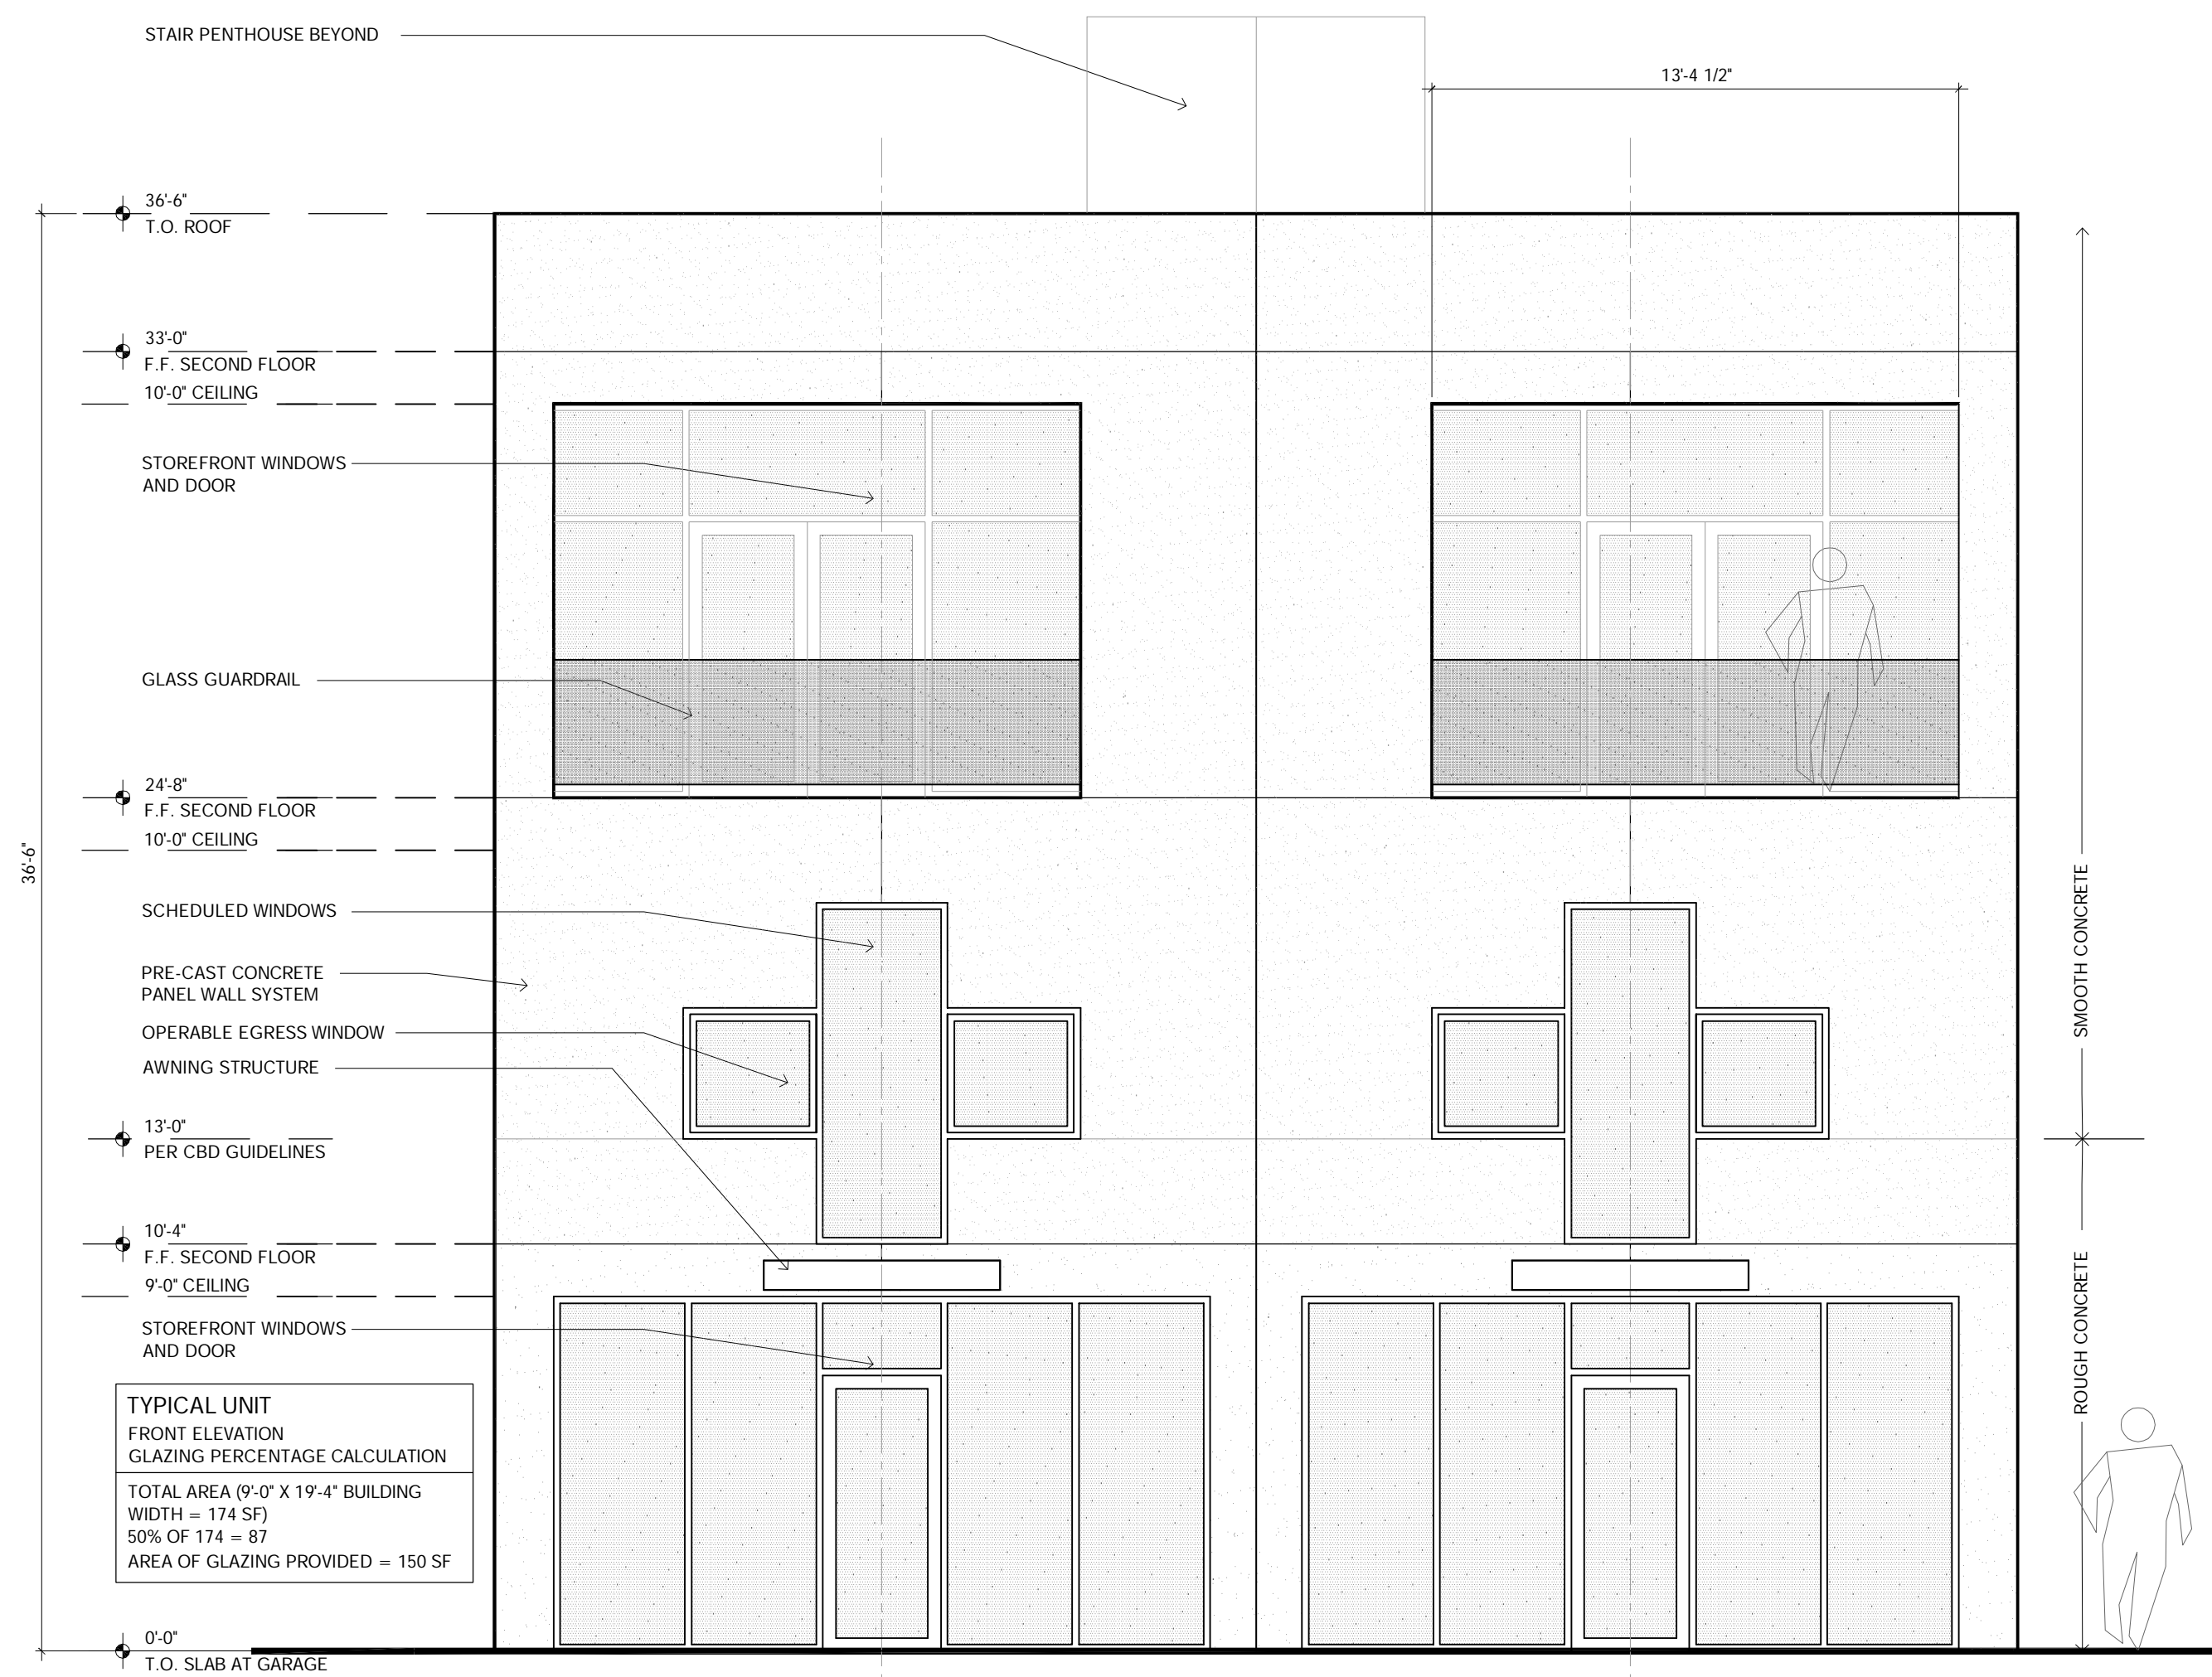 STAIR PENTHOUSE BEYOND
13'-4 1/2"
36'-6"
T.O. ROOF
33'-0"
F.F. SECOND FLOOR
10'-0" CEILING
STOREFRONT WINDOWS
AND DOOR
GLASS GUARDRAIL
24'-8"
F.F. SECOND FLOOR
10'-0" CEILING
36'-6"
SCHEDULED WINDOWS
PRE-CAST CONCRETE
PANEL WALL SYSTEM
OPERABLE EGRESS WINDOW
AWNING STRUCTURE
13'-0"
PER CBD GUIDELINES
10'-4"
F.F. SECOND FLOOR
9'-0" CEILING
STOREFRONT WINDOWS
AND DOOR
SMOOTH CONCRETE
ROUGH CONCRETE
TYPICAL UNIT
FRONT ELEVATION
GLAZING PERCENTAGE CALCULATION
TOTAL AREA (9'-0" X 19'-4" BUILDING
WIDTH = 174 SF)
50% OF 174 = 87
AREA OF GLAZING PROVIDED = 150 SF
0'-0"
T.O. SLAB AT GARAGE